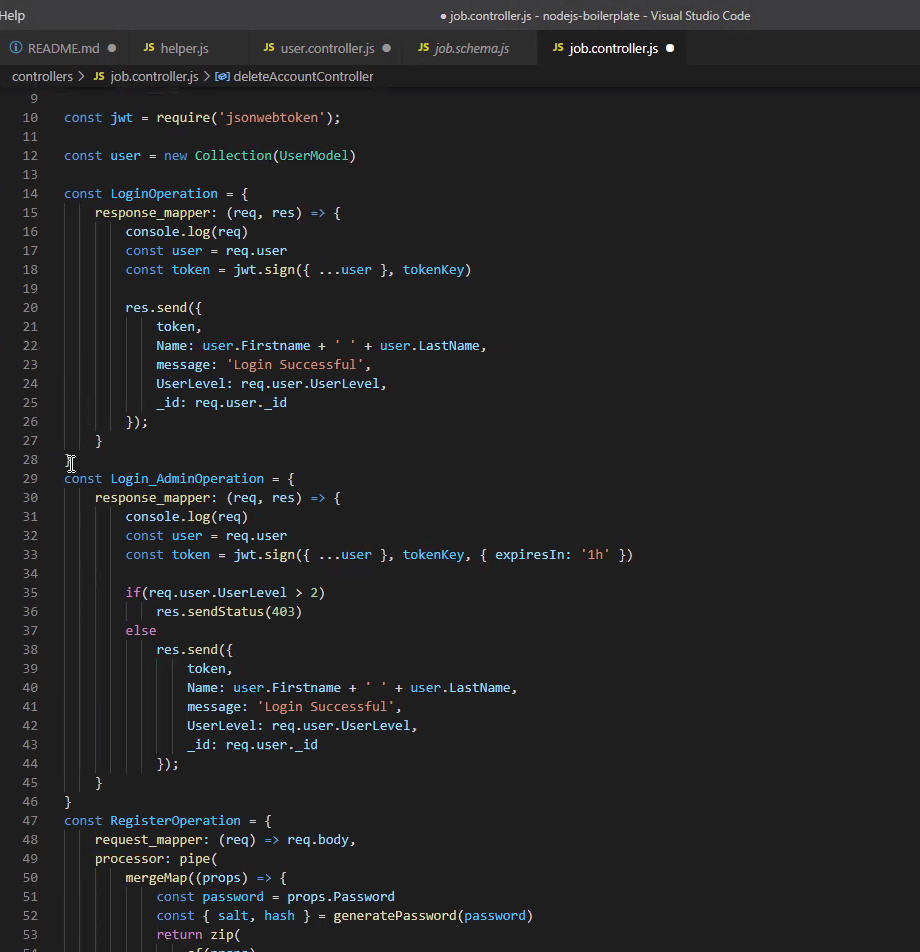 Help
● job.controller.js - nodejs-boilerplate - Visual Studio Code
README.md JS helper.js JS user.controller.js JS job.schema.js JS job.controller.js
controllers > JS job.controller.js > deleteAccountController
9
10 const jwt = require('jsonwebtoken');
11
12 const user = new Collection(UserModel)
13
14 const LoginOperation = {
15 response_mapper: (req, res) => {
16 console.log(req)
17 const user = req.user
18 const token = jwt.sign({ ...user }, tokenKey)
19
20 res.send({
21 token,
22 Name: user.Firstname + ' ' + user.LastName,
23 message: 'Login Successful',
24 UserLevel: req.user.UserLevel,
25 _id: req.user._id
26 });
27 }
28 }
29 const Login_AdminOperation = {
30 response_mapper: (req, res) => {
31 console.log(req)
32 const user = req.user
33 const token = jwt.sign({ ...user }, tokenKey, { expiresIn: '1h' })
34
35 if(req.user.UserLevel > 2)
36 res.sendStatus(403)
37 else
38 res.send({
39 token,
40 Name: user.Firstname + ' ' + user.LastName,
41 message: 'Login Successful',
42 UserLevel: req.user.UserLevel,
43 _id: req.user._id
44 });
45 }
46 }
47 const RegisterOperation = {
48 request_mapper: (req) => req.body,
49 processor: pipe(
50 mergeMap((props) => {
51 const password = props.Password
52 const { salt, hash } = generatePassword(password)
53 return zip(